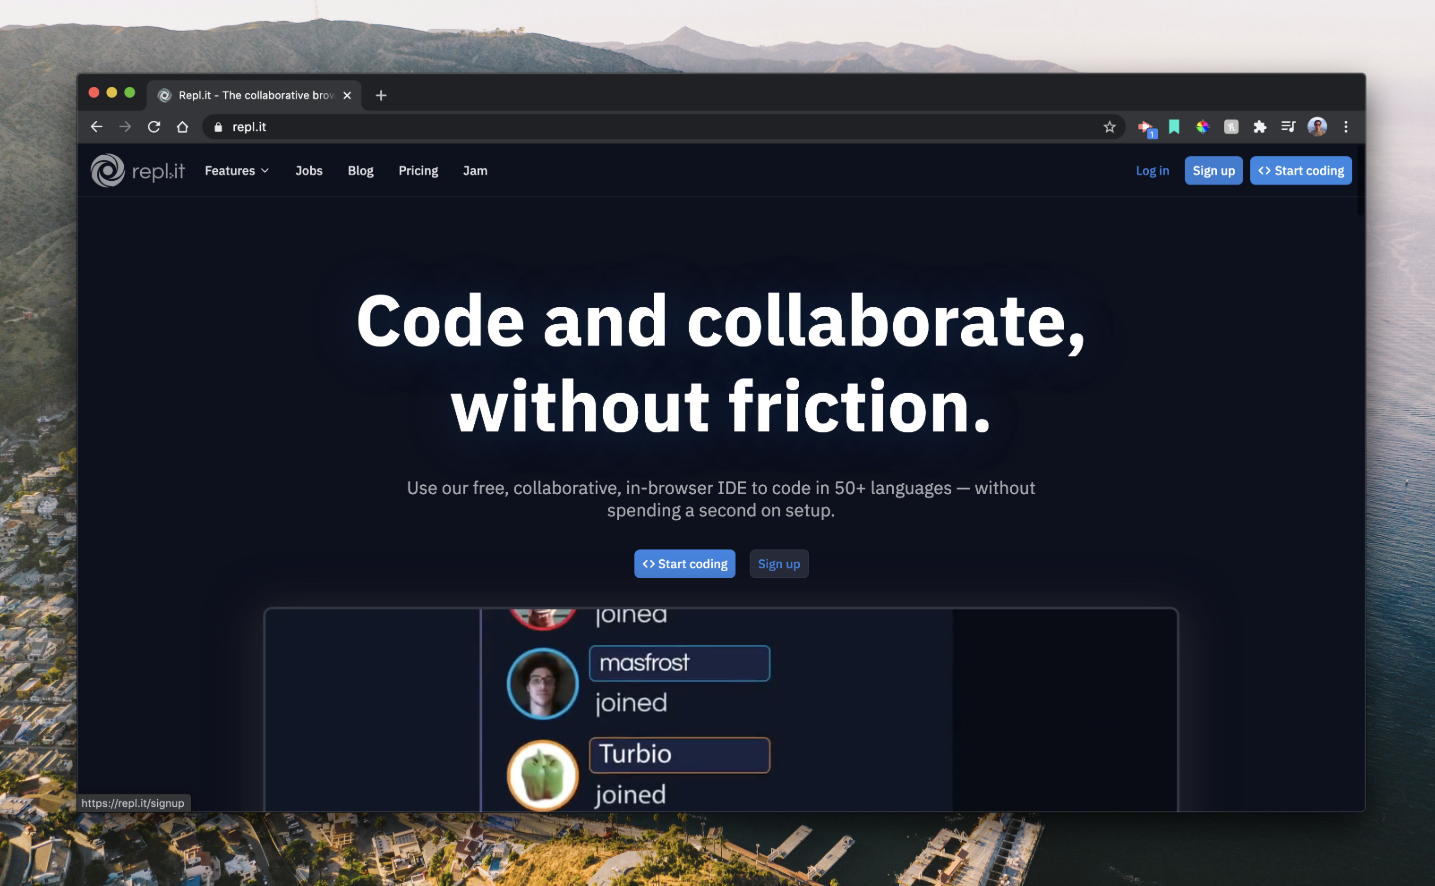 Repl.it - The collaborative brow
repl.it
1
repl.it
Features
Jobs
Blog
Pricing
Jam
Log in
Sign up
<> Start coding
Code and collaborate,
without friction.
Use our free, collaborative, in-browser IDE to code in 50+ languages — without
spending a second on setup.
<> Start coding
Sign up
joined
masfrost
joined
Turbio
joined
https://repl.it/signup